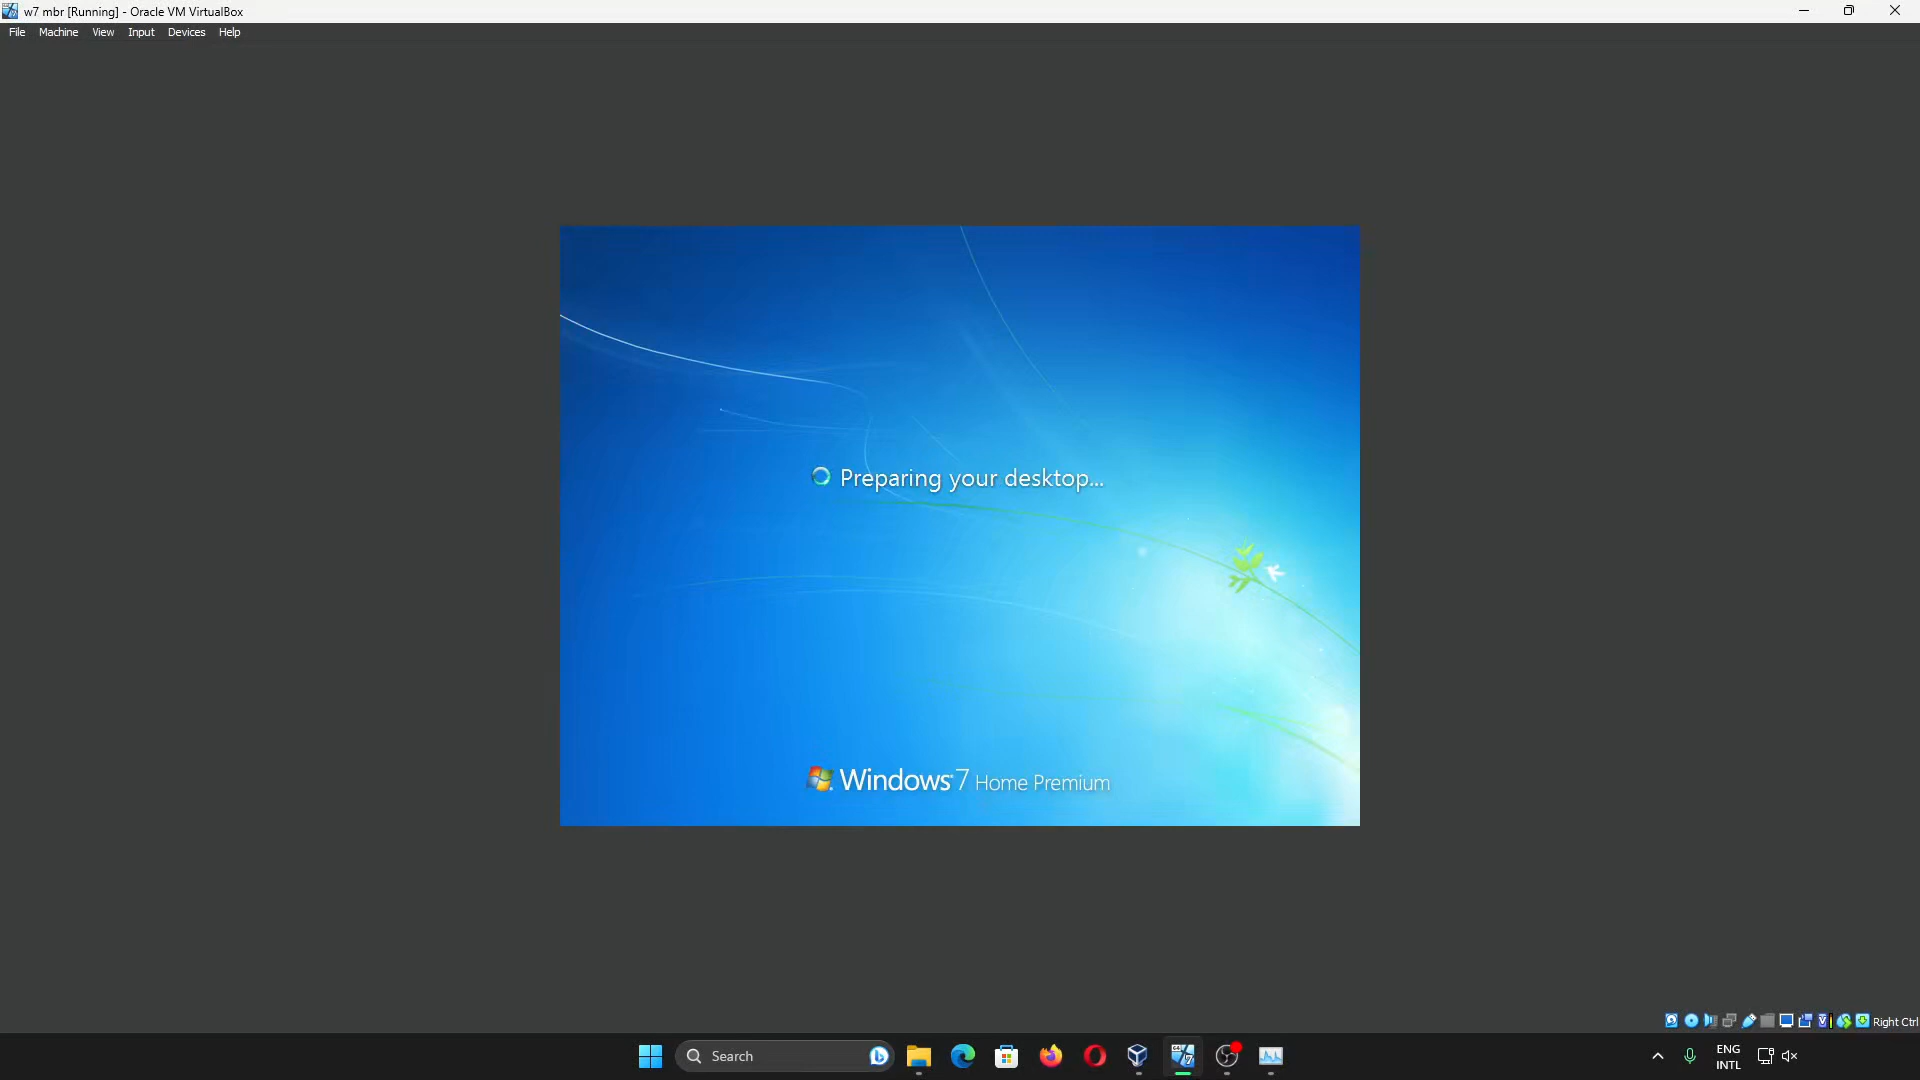 w7 mbr [Running] - Oracle VM VirtualBox
File Machine View Input Devices Help
Preparing your desktop...
Windows 7 Home Premium
Right Ctrl
Search
ENG
INTL